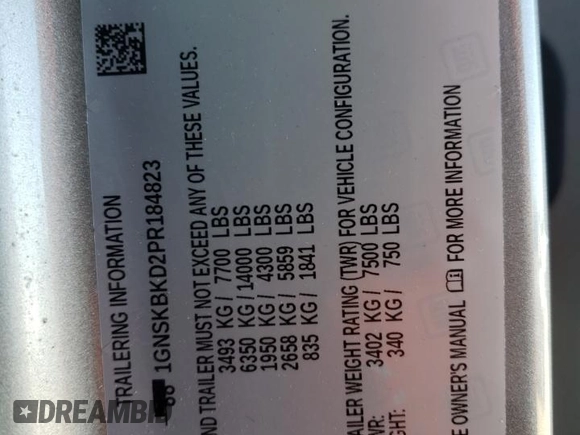 TRAILERING INFORMATION
1GNSKBKD2PR184823
ND TRAILER MUST NOT EXCEED ANY OF THESE VALUES.
3493 KG / 7700 LBS
6350 KG / 14000 LBS
1950 KG / 4300 LBS
2658 KG / 5859 LBS
835 KG / 1841 LBS
AILER WEIGHT RATING (TWR) FOR VEHICLE CONFIGURATION.
WR: 3402 KG / 7500 LBS
GHT: 340 KG / 750 LBS
E OWNER'S MANUAL FOR MORE INFORMATION
DREAMBID